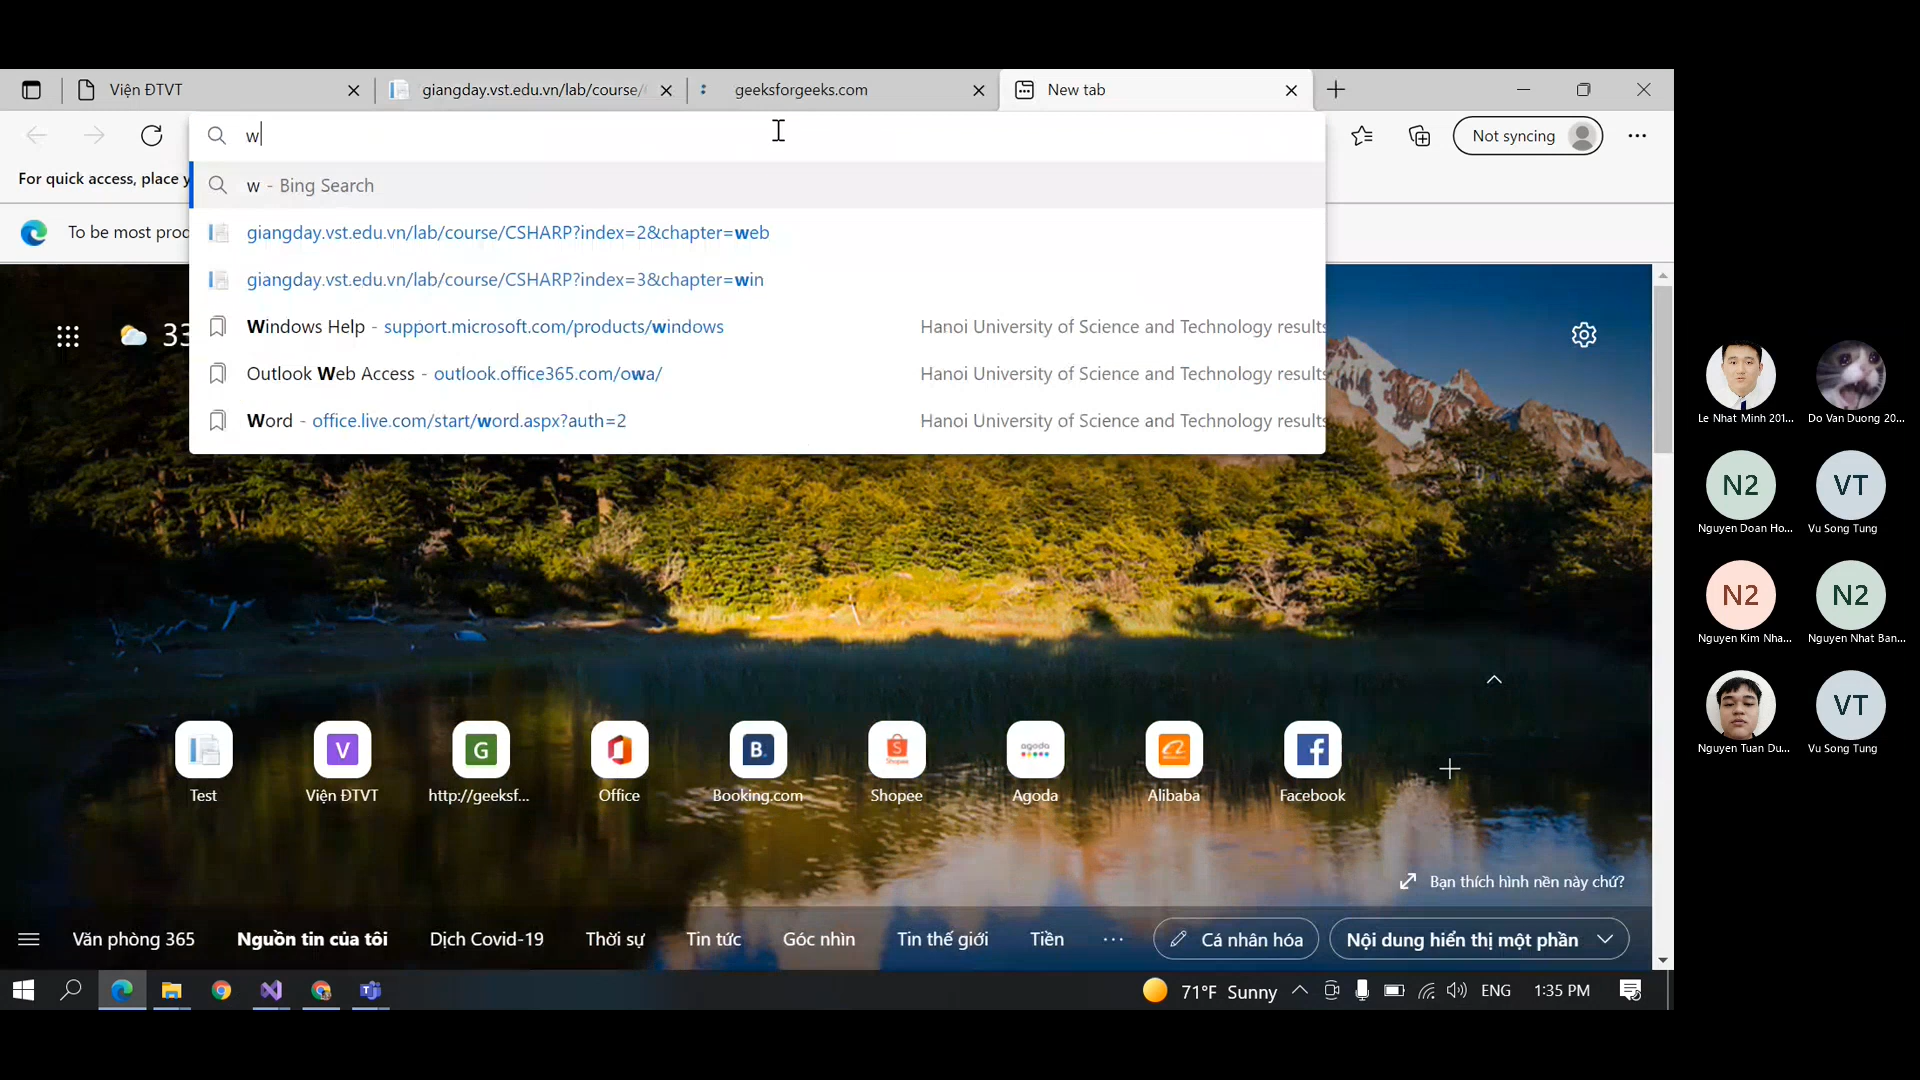 Viện ĐTVT
giangday.vst.edu.vn/lab/course/
geeksforgeeks.com
New tab
w
Not syncing
For quick access, place y
w - Bing Search
To be most prod
giangday.vst.edu.vn/lab/course/CSHARP?index=2&chapter=web
giangday.vst.edu.vn/lab/course/CSHARP?index=3&chapter=win
Windows Help - support.microsoft.com/products/windows Hanoi University of Science and Technology results
33
Outlook Web Access - outlook.office365.com/owa/ Hanoi University of Science and Technology results
Word - office.live.com/start/word.aspx?auth=2 Hanoi University of Science and Technology results
Le Nhat Minh 201...
Do Van Duong 20...
N2
VT
Nguyen Doan Ho...
Vu Song Tung
N2
N2
Nguyen Kim Nha...
Nguyen Nhat Ban...
VT
Nguyen Tuan Du...
Vu Song Tung
V
G
B.
Shopee
agoda
Test
Viện ĐTVT
http://geeksf...
Office
Booking.com
Shopee
Agoda
Alibaba
Facebook
Bạn thích hình nền này chứ?
Văn phòng 365
Nguồn tin của tôi
Dịch Covid-19
Thời sự
Tin tức
Góc nhìn
Tin thế giới
Tiền
...
Cá nhân hóa
Nội dung hiển thị một phần
71°F Sunny
ENG
1:35 PM